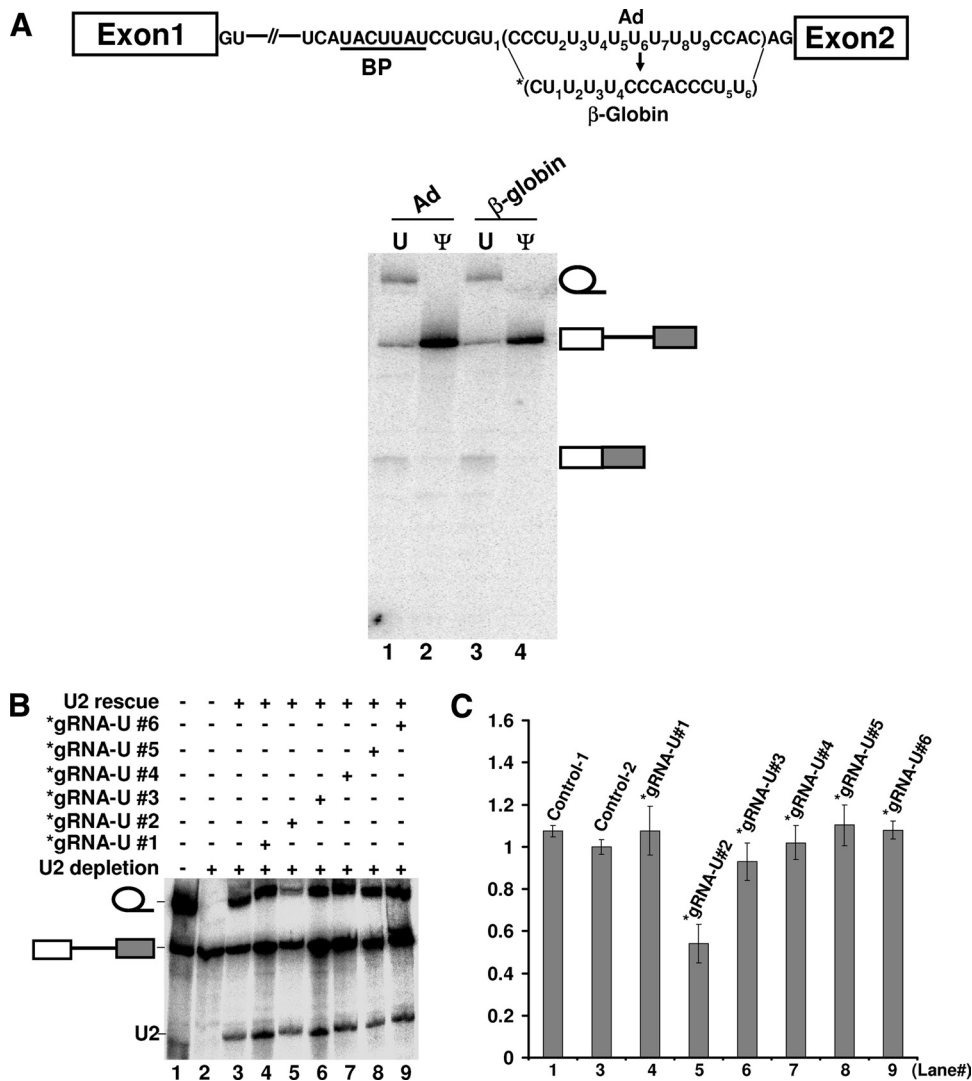 A
Ad
Exon1 GU UCAUACUUAUCCUGU1(CCCU2U3U4U5U6U7U8U9CCAC)AG Exon2
BP
*(CU1U2U3U4CCCACCCU5U6)
β-Globin
Ad β-globin
U Ψ U Ψ
1 2 3 4
B
U2 rescue - - + + + + + + +
*gRNA-U #6 - - - - - - - - +
*gRNA-U #5 - - - - - - - + -
*gRNA-U #4 - - - - - - + - -
*gRNA-U #3 - - - - - + - - -
*gRNA-U #2 - - - - + - - - -
*gRNA-U #1 - - - + - - - - -
U2 depletion - + + + + + + + +
U2
1 2 3 4 5 6 7 8 9
C
1.6
1.4
1.2
1
0.8
0.6
0.4
0.2
0
Control-1
Control-2
*gRNA-U#1
*gRNA-U#2
*gRNA-U#3
*gRNA-U#4
*gRNA-U#5
*gRNA-U#6
1 3 4 5 6 7 8 9 (Lane#)